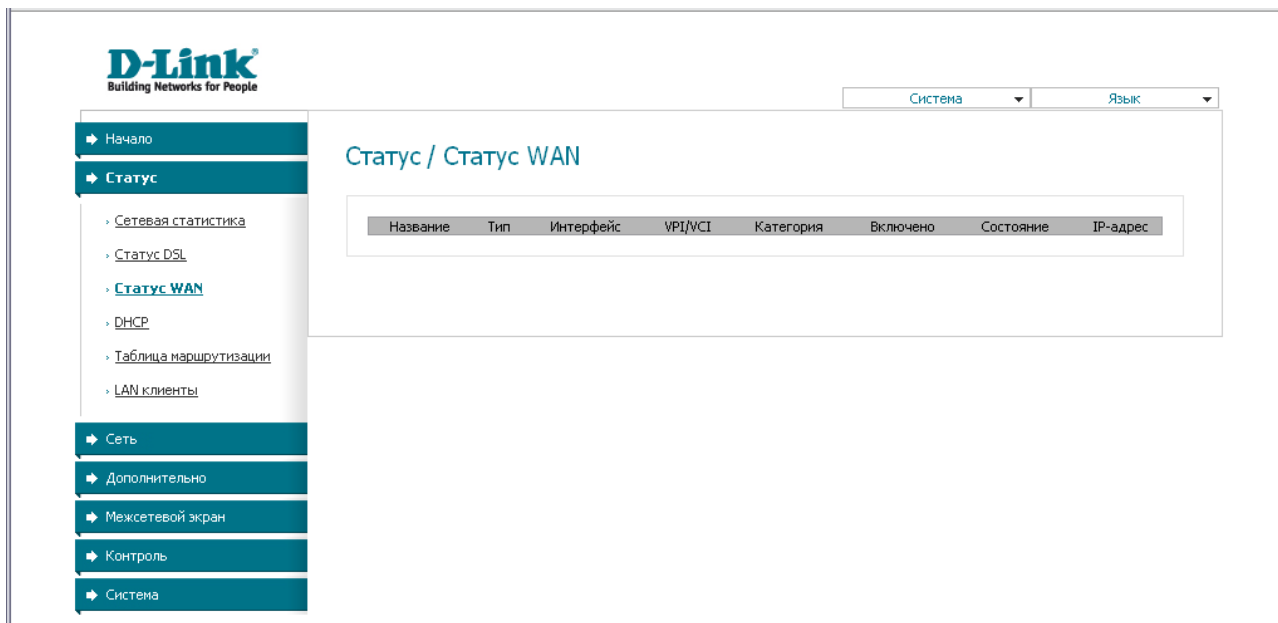 D-Link
Building Networks for People
Система Язык
Начало
Статус
Сетевая статистика
Статус DSL
Статус WAN
DHCP
Таблица маршрутизации
LAN клиенты
Сеть
Дополнительно
Межсетевой экран
Контроль
Система
Статус / Статус WAN
Название Тип Интерфейс VPI/VCI Категория Включено Состояние IP-адрес